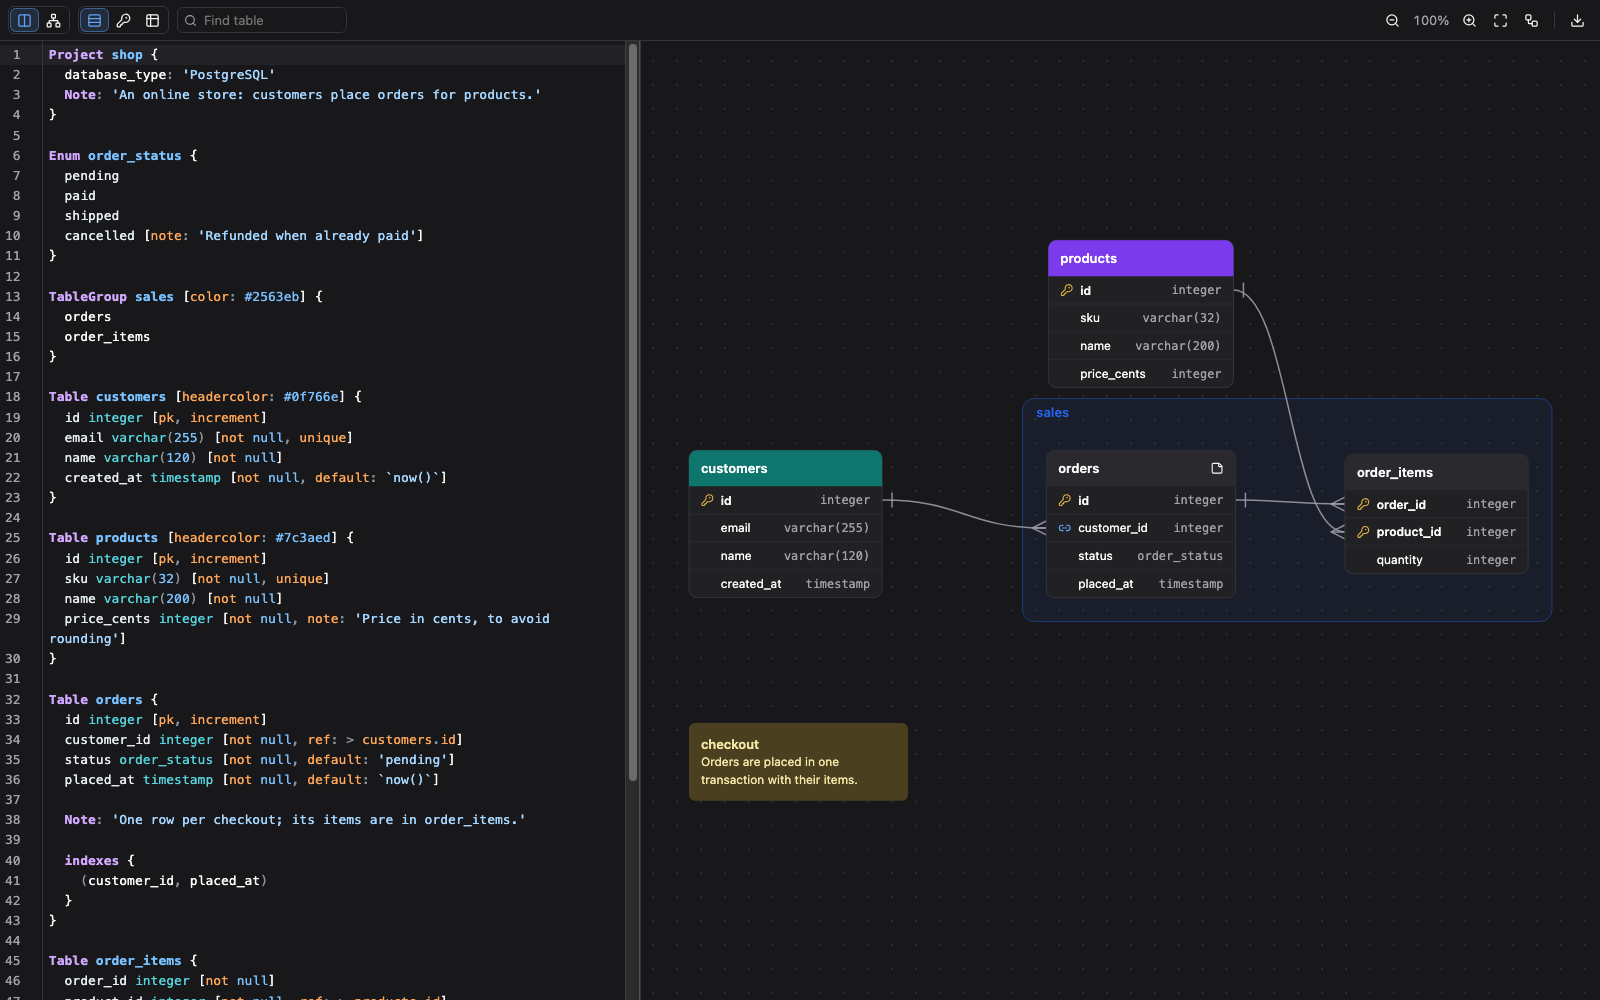 Find table
100%
1 Project shop {
2 database_type: 'PostgreSQL'
3 Note: 'An online store: customers place orders for products.'
4 }
5
6 Enum order_status {
7 pending
8 paid
9 shipped
10 cancelled [note: 'Refunded when already paid']
11 }
12
13 TableGroup sales [color: #2563eb] {
14 orders
15 order_items
16 }
17
18 Table customers [headercolor: #0f766e] {
19 id integer [pk, increment]
20 email varchar(255) [not null, unique]
21 name varchar(120) [not null]
22 created_at timestamp [not null, default: `now()`]
23 }
24
25 Table products [headercolor: #7c3aed] {
26 id integer [pk, increment]
27 sku varchar(32) [not null, unique]
28 name varchar(200) [not null]
29 price_cents integer [not null, note: 'Price in cents, to avoid
rounding']
30 }
31
32 Table orders {
33 id integer [pk, increment]
34 customer_id integer [not null, ref: > customers.id]
35 status order_status [not null, default: 'pending']
36 placed_at timestamp [not null, default: `now()`]
37
38 Note: 'One row per checkout; its items are in order_items.'
39
40 indexes {
41 (customer_id, placed_at)
42 }
43 }
44
45 Table order_items {
46 order_id integer [not null]
47 product_id integer [not null, ref: > products.id]
products
id integer
sku varchar(32)
name varchar(200)
price_cents integer
sales
customers
id integer
email varchar(255)
name varchar(120)
created_at timestamp
orders
id integer
customer_id integer
status order_status
placed_at timestamp
order_items
order_id integer
product_id integer
quantity integer
checkout
Orders are placed in one
transaction with their items.